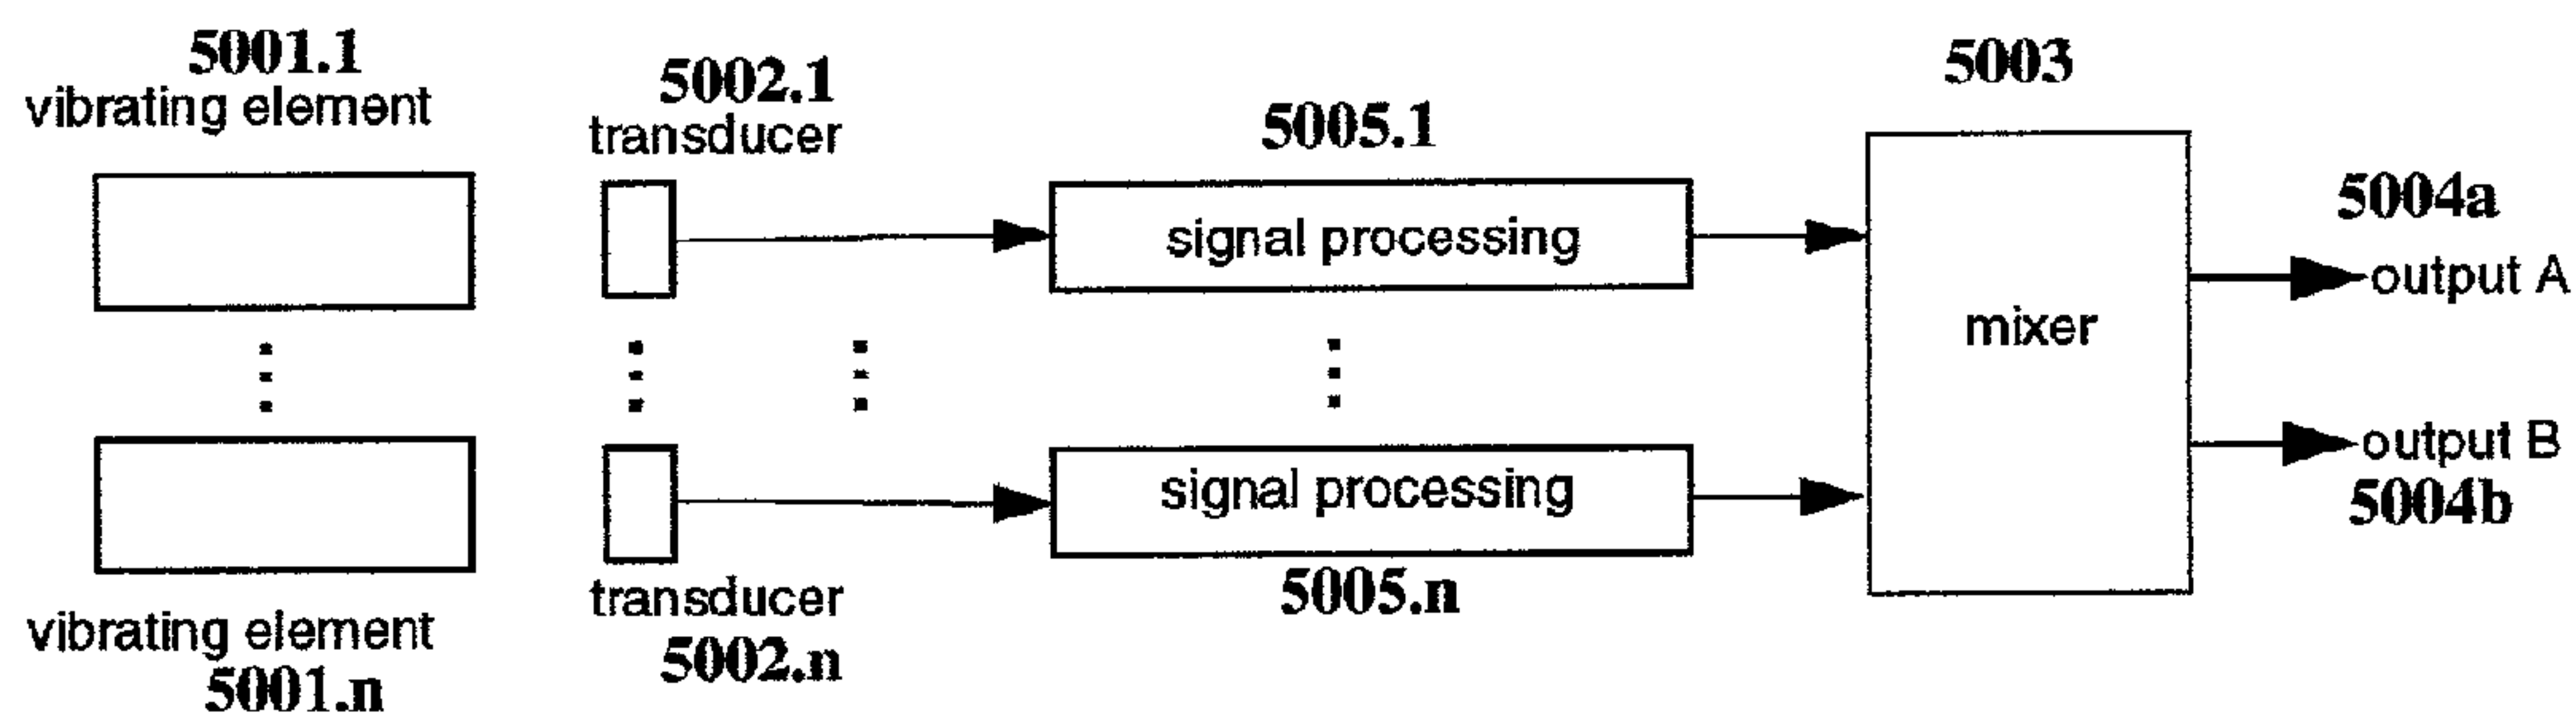 5001.1
vibrating element
5002.1
transducer
5005.1
signal processing
5003
mixer
5004a
output A
output B
5004b
signal processing
5005.n
transducer
5002.n
vibrating element
5001.n